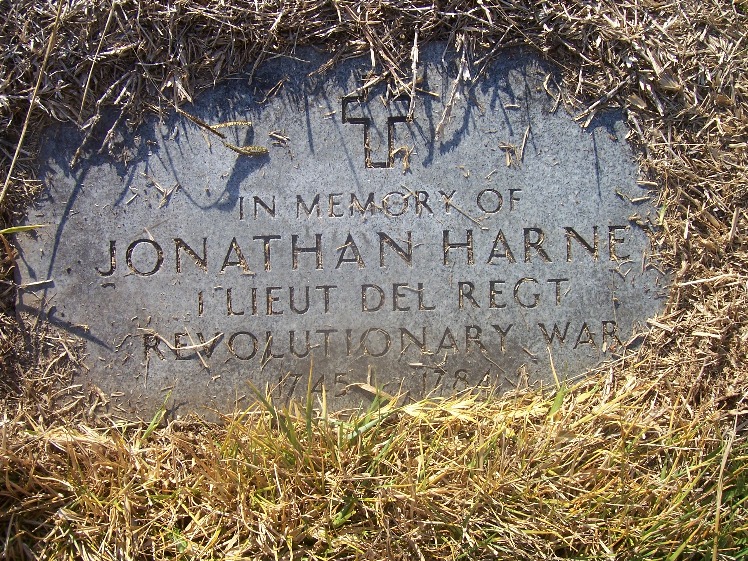 IN MEMORY OF
JONATHAN HARNEY
1 LIEUT DEL REGT
REVOLUTIONARY WAR
1745 1784